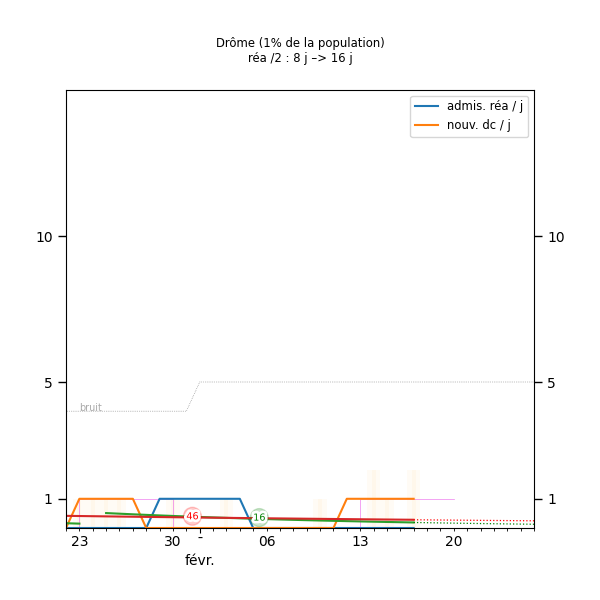 Drôme (1% de la population)
réa /2 : 8 j –> 16 j
admis. réa / j
nouv. dc / j
10 10
5 5
bruit
1 1
-46
-16
23 30 - 06 13 20
févr.